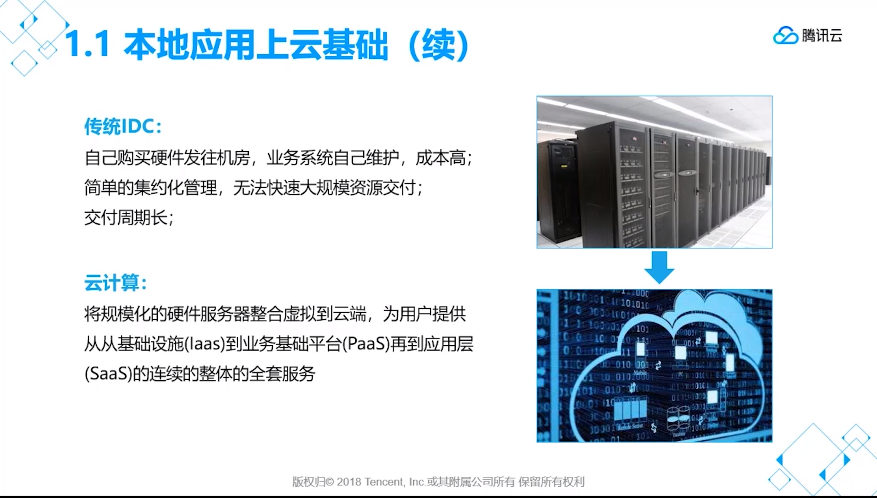 1.1 本地应用上云基础（续）
腾讯云
传统IDC：
自己购买硬件发往机房，业务系统自己维护，成本高；
简单的集约化管理，无法快速大规模资源交付；
交付周期长；
云计算：
将规模化的硬件服务器整合虚拟到云端，为用户提供
从从基础设施(Iaas)到业务基础平台(PaaS)再到应用层
(SaaS)的连续的整体的全套服务
版权归© 2018 Tencent, Inc.或其附属公司所有 保留所有权利